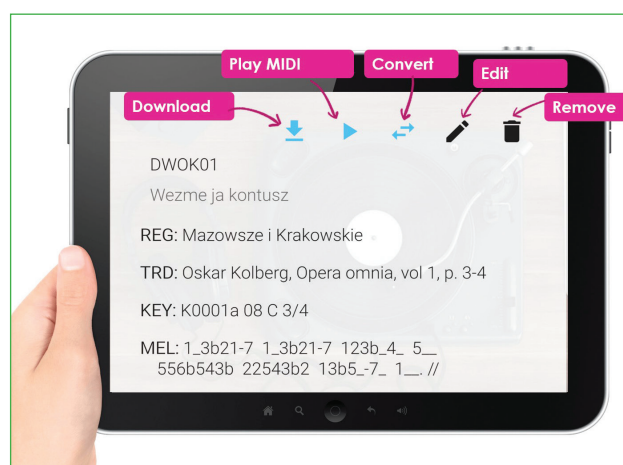 Play MIDI
Convert
Edit
Download
Remove
DWOK01
Wezme ja kontusz
REG: Mazowsze i Krakowskie
TRD: Oskar Kolberg, Opera omnia, vol 1, p. 3-4
KEY: K0001a 08 C 3/4
MEL: 1_3b21-7 1_3b21-7 123b_4_ 5__
556b543b 22543b2 13b5_-7_ 1__. //